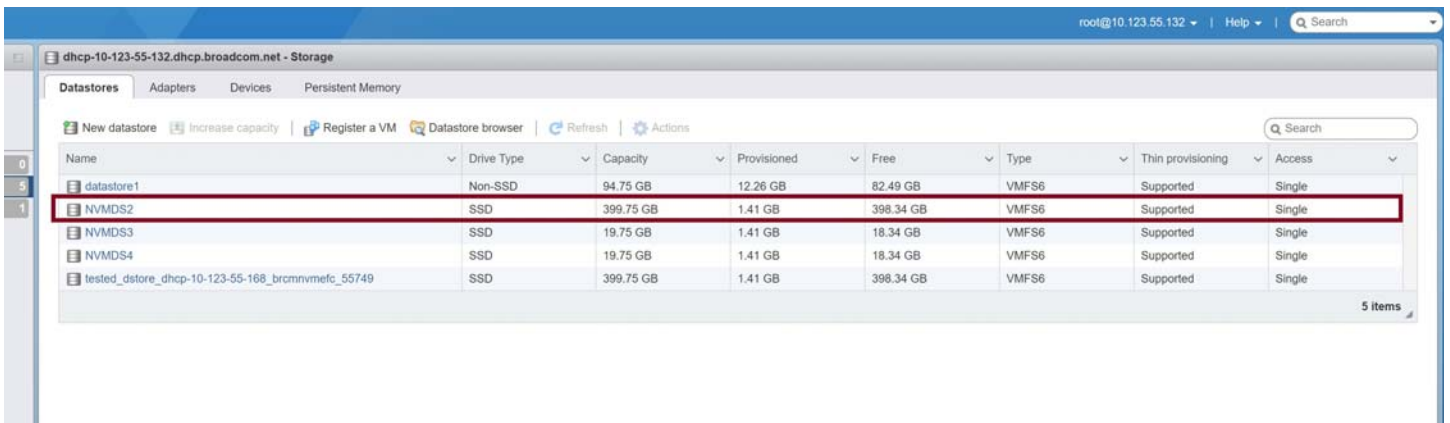 root@10.123.55.132 | Help | Search
dhcp-10-123-55-132.dhcp.broadcom.net - Storage
Datastores Adapters Devices Persistent Memory
New datastore Increase capacity | Register a VM Datastore browser | Refresh | Actions
Search
Name Drive Type Capacity Provisioned Free Type Thin provisioning Access
0
datastore1 Non-SSD 94.75 GB 12.26 GB 82.49 GB VMFS6 Supported Single
5
NVMDS2 SSD 399.75 GB 1.41 GB 398.34 GB VMFS6 Supported Single
1
NVMDS3 SSD 19.75 GB 1.41 GB 18.34 GB VMFS6 Supported Single
NVMDS4 SSD 19.75 GB 1.41 GB 18.34 GB VMFS6 Supported Single
tested_dstore_dhcp-10-123-55-168_brcmnvmefc_55749 SSD 399.75 GB 1.41 GB 398.34 GB VMFS6 Supported Single
5 items